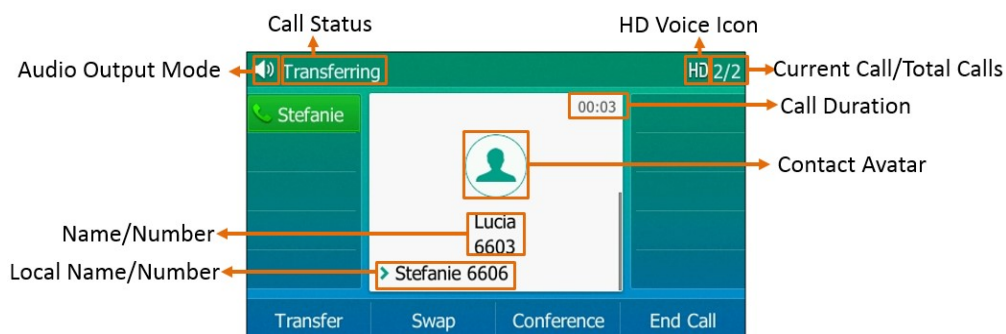 Call Status
HD Voice Icon
Audio Output Mode
Transferring
HD 2/2
Current Call/Total Calls
Stefanie
00:03
Call Duration
Contact Avatar
Name/Number
Lucia
6603
Local Name/Number
Stefanie 6606
Transfer Swap Conference End Call